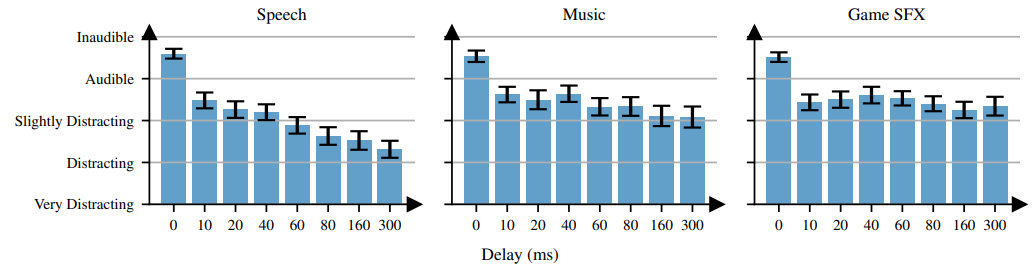 Speech
Music
Game SFX
Inaudible
Audible
Slightly Distracting
Distracting
Very Distracting
0 10 20 40 60 80 160 300
0 10 20 40 60 80 160 300
0 10 20 40 60 80 160 300
Delay (ms)